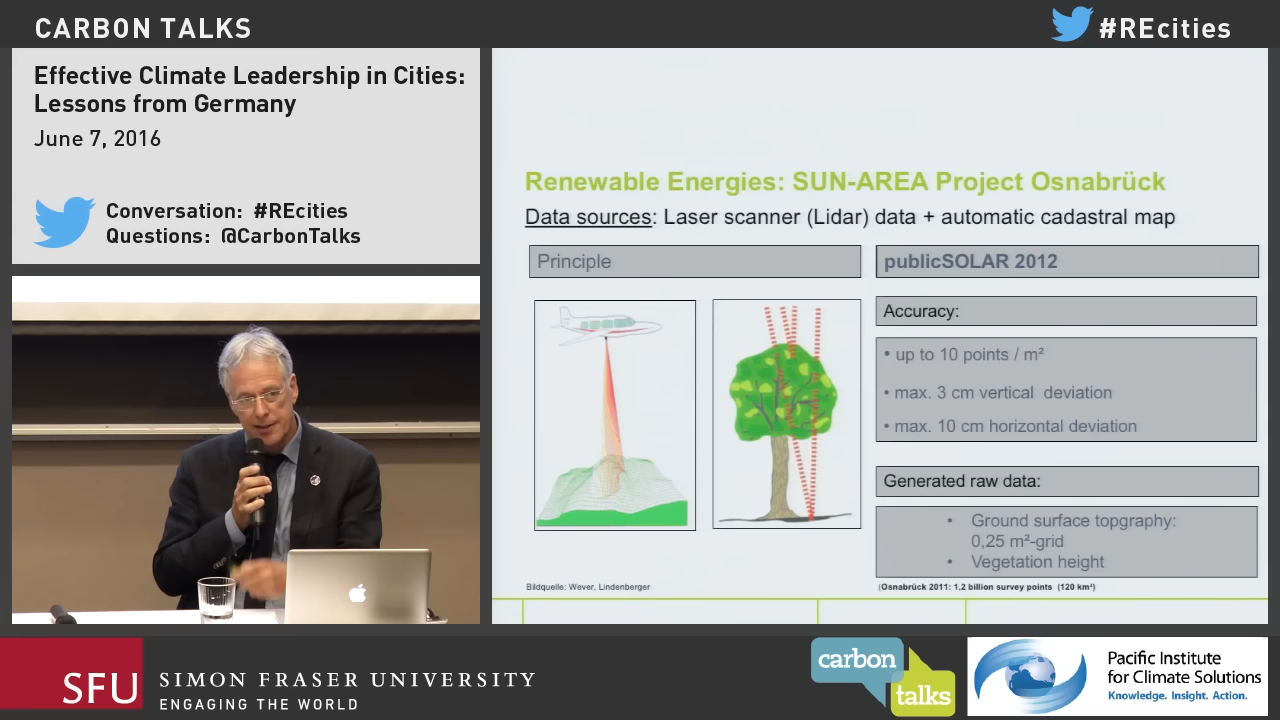 CARBON TALKS
#REcities
Effective Climate Leadership in Cities:
Lessons from Germany
June 7, 2016
Conversation: #REcities
Questions: @CarbonTalks
Renewable Energies: SUN-AREA Project Osnabrück
Data sources: Laser scanner (Lidar) data + automatic cadastral map
Principle
publicSOLAR 2012
Accuracy:
• up to 10 points / m²
• max. 3 cm vertical deviation
• max. 10 cm horizontal deviation
Generated raw data:
• Ground surface topgraphy:
0,25 m²-grid
• Vegetation height
Bildquelle: Wever, Lindenberger
(Osnabrück 2011: 1,2 billion survey points (120 km²)
SFU
SIMON FRASER UNIVERSITY
ENGAGING THE WORLD
carbon
talks
Pacific Institute
for Climate Solutions
Knowledge. Insight. Action.